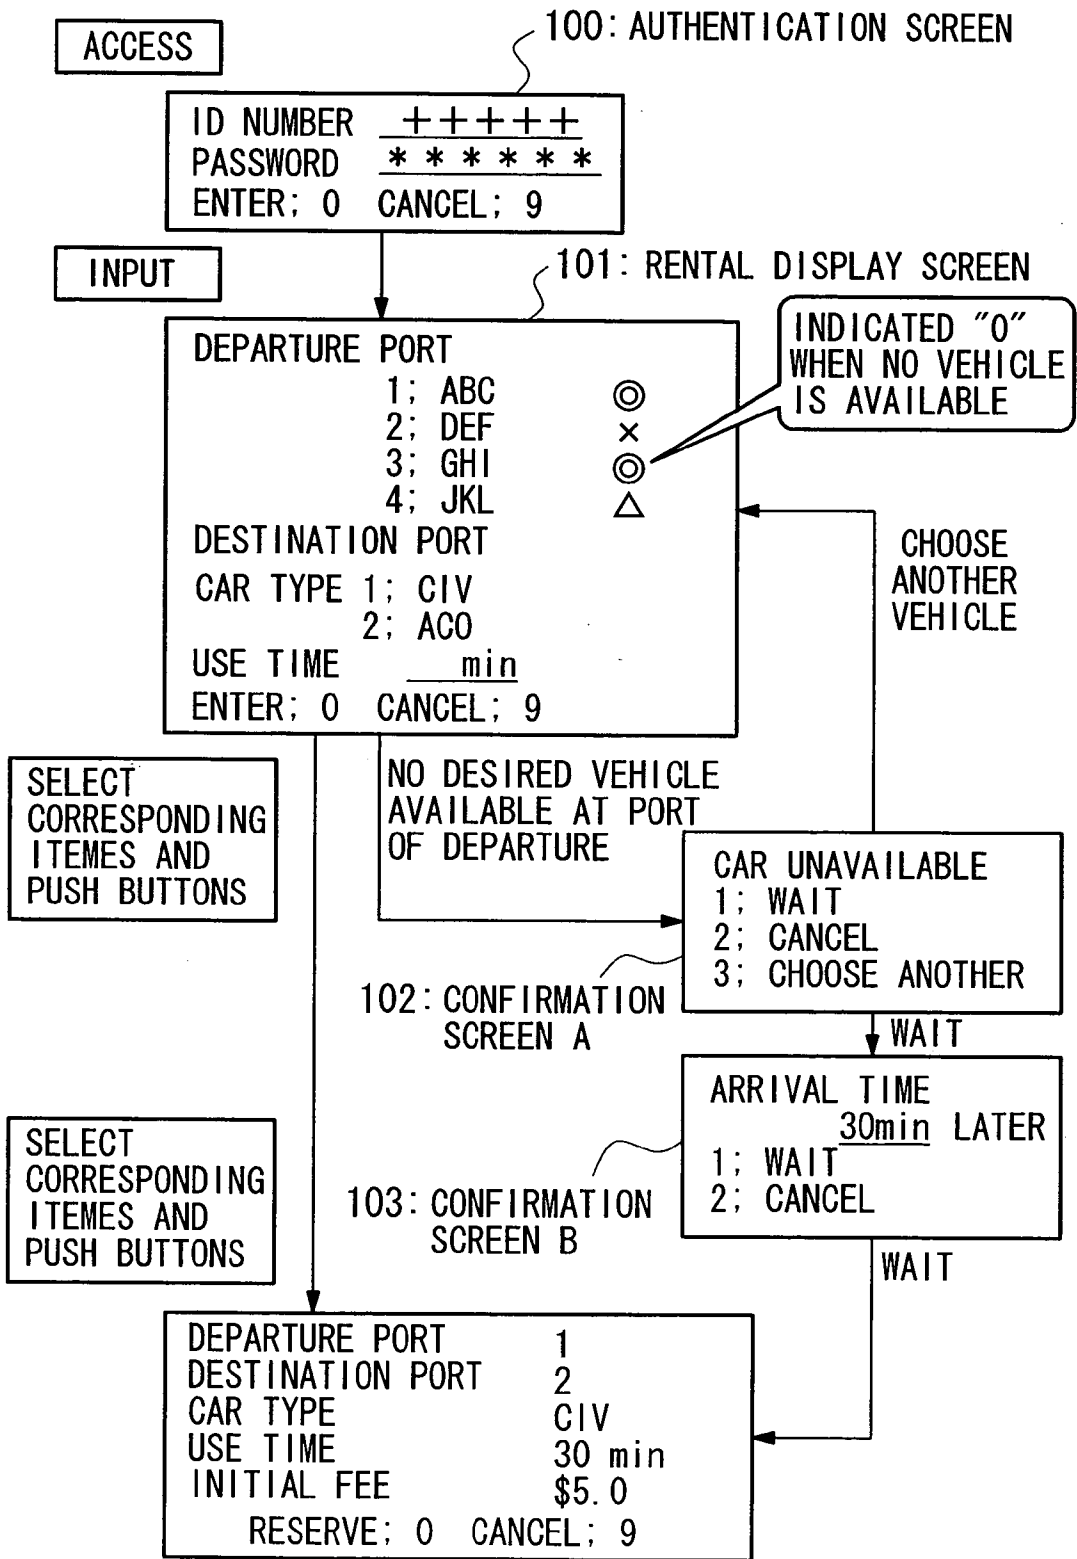 ACCESS
100: AUTHENTICATION SCREEN
ID NUMBER +++++
PASSWORD ******
ENTER; 0 CANCEL; 9
INPUT
101: RENTAL DISPLAY SCREEN
INDICATED "0"
WHEN NO VEHICLE
IS AVAILABLE
DEPARTURE PORT
1; ABC ◎
2; DEF ×
3; GHI ◎
4; JKL △
DESTINATION PORT
CAR TYPE 1; CIV
2; ACO
USE TIME min
ENTER; 0 CANCEL; 9
CHOOSE
ANOTHER
VEHICLE
SELECT
CORRESPONDING
ITEMES AND
PUSH BUTTONS
NO DESIRED VEHICLE
AVAILABLE AT PORT
OF DEPARTURE
CAR UNAVAILABLE
1; WAIT
2; CANCEL
3; CHOOSE ANOTHER
102: CONFIRMATION
SCREEN A
WAIT
ARRIVAL TIME
30min LATER
1; WAIT
2; CANCEL
103: CONFIRMATION
SCREEN B
SELECT
CORRESPONDING
ITEMES AND
PUSH BUTTONS
WAIT
DEPARTURE PORT 1
DESTINATION PORT 2
CAR TYPE CIV
USE TIME 30 min
INITIAL FEE $5.0
RESERVE; 0 CANCEL; 9